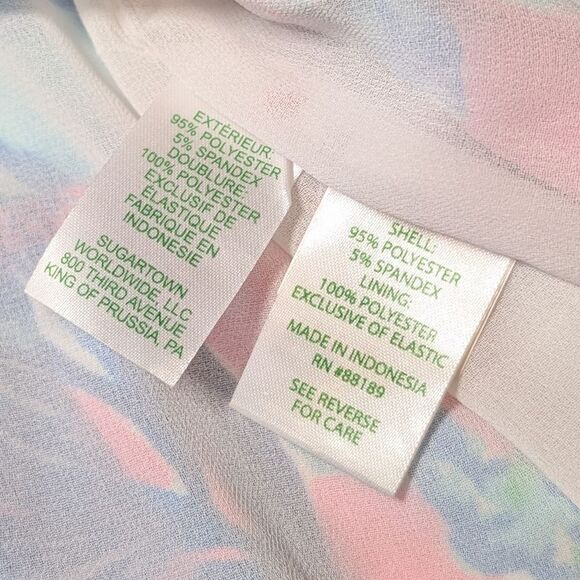 EXTÉRIEUR:
95% POLYESTER
5% SPANDEX
DOUBLURE:
100% POLYESTER
EXCLUSIF DE
ÉLASTIQUE
FABRIQUE EN
INDONESIE
SUGARTOWN
WORLDWIDE, LLC
800 THIRD AVENUE
KING OF PRUSSIA, PA
SHELL:
95% POLYESTER
5% SPANDEX
LINING:
100% POLYESTER
EXCLUSIVE OF ELASTIC
MADE IN INDONESIA
RN #88189
SEE REVERSE
FOR CARE